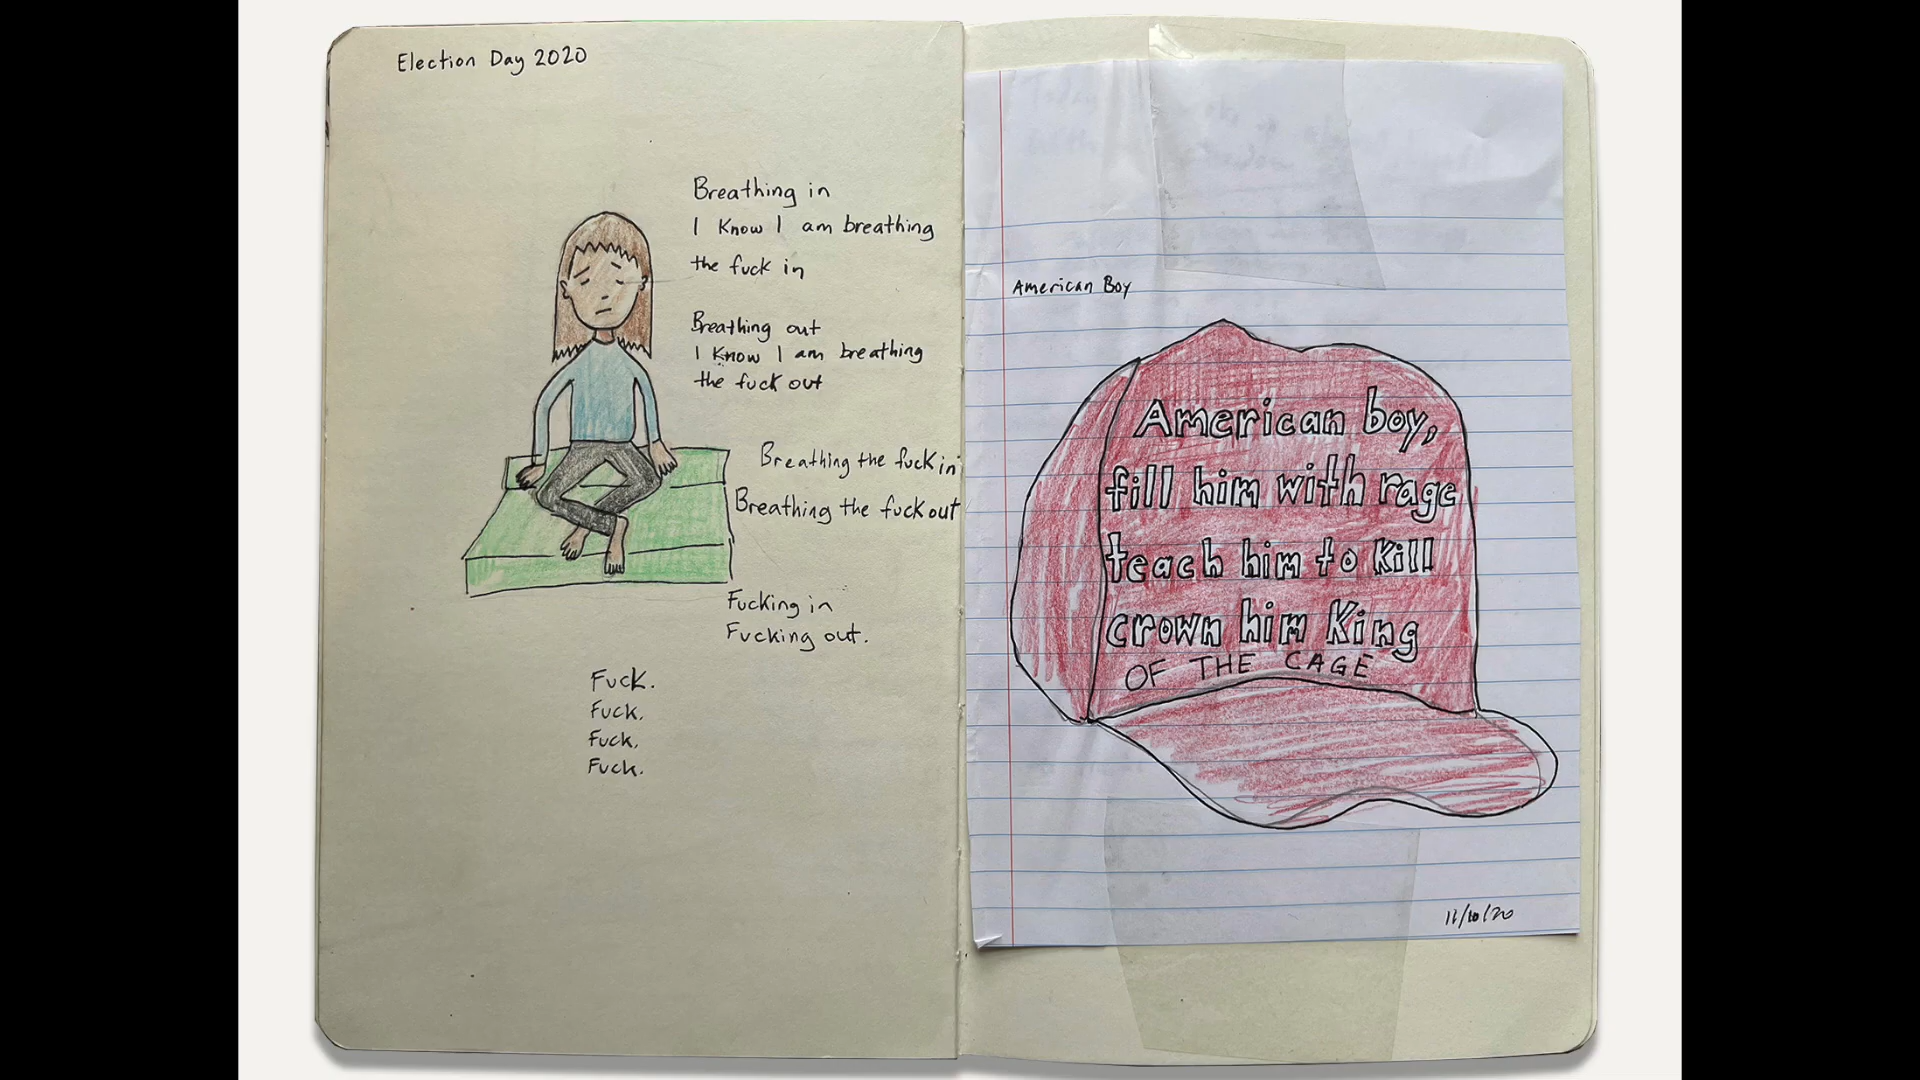 Election Day 2020
Breathing in
I Know I am breathing
the fuck in
Breathing out
I Know I am breathing
the fuck out
Breathing the fuck in
Breathing the fuck out
Fucking in
Fucking out.
Fuck.
Fuck.
Fuck.
Fuck.
American Boy
American boy,
fill him with rage
teach him to kill
crown him King
OF THE CAGE
11/10/20